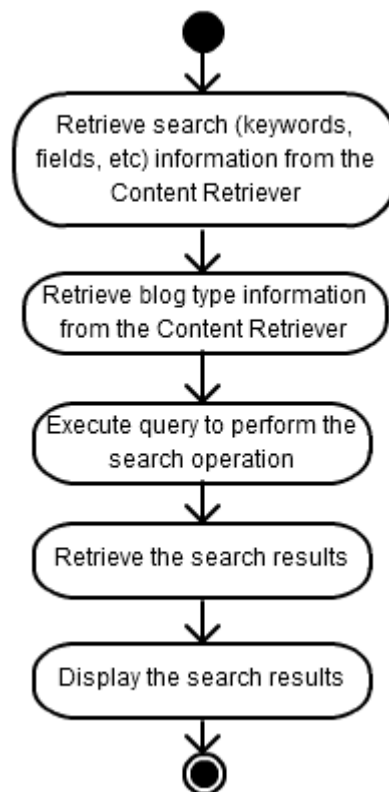 Retrieve search (keywords,
fields, etc) information from the
Content Retriever
Retrieve blog type information
from the Content Retriever
Execute query to perform the
search operation
Retrieve the search results
Display the search results